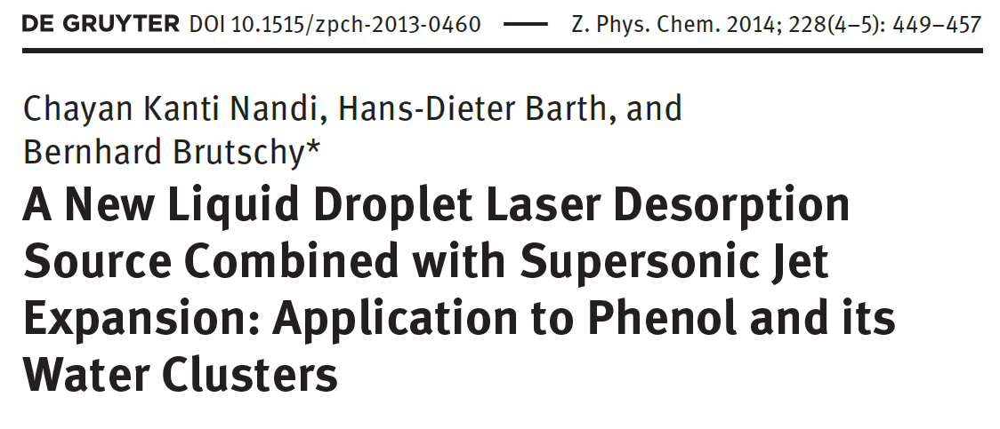 DE GRUYTER DOI 10.1515/zpch-2013-0460 — Z. Phys. Chem. 2014; 228(4–5): 449–457
Chayan Kanti Nandi, Hans-Dieter Barth, and
Bernhard Brutschy*
A New Liquid Droplet Laser Desorption
Source Combined with Supersonic Jet
Expansion: Application to Phenol and its
Water Clusters